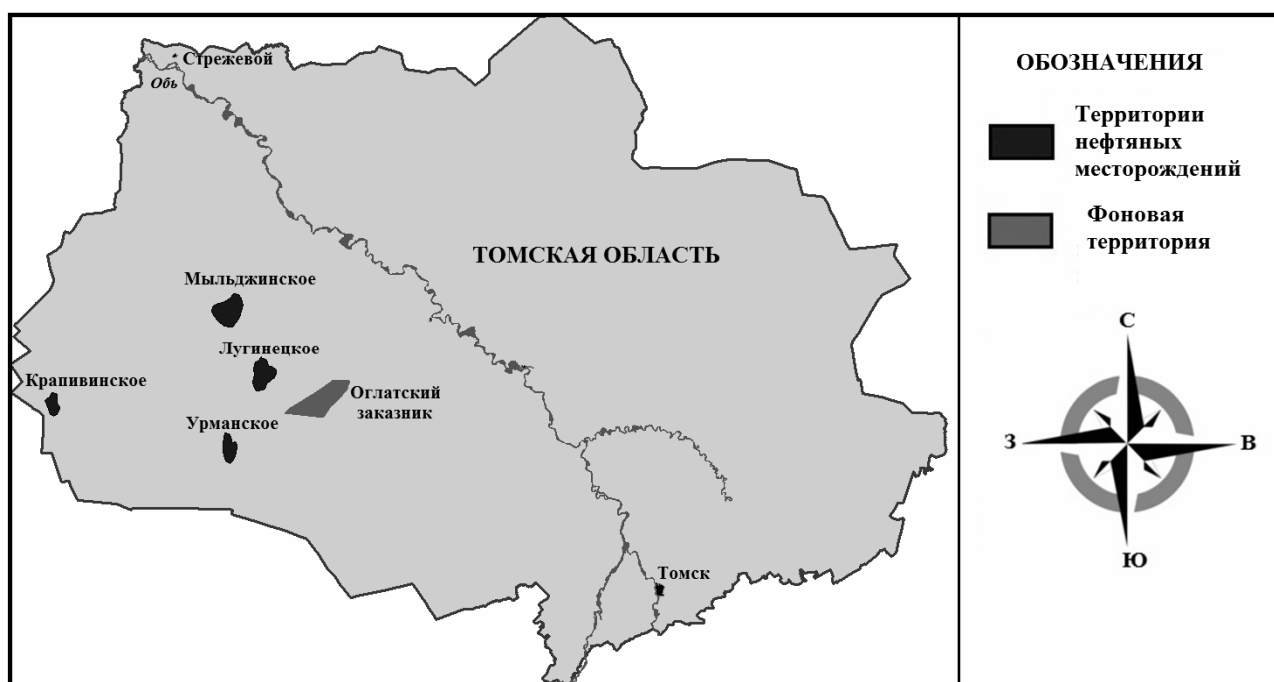 Стрежевой
Обь
ТОМСКАЯ ОБЛАСТЬ
Мыльджинское
Лугинецкое
Крапивинское
Оглатский
заказник
Урманское
Томск
ОБОЗНАЧЕНИЯ
Территории
нефтяных
месторождений
Фоновая
территория
С
З
В
Ю